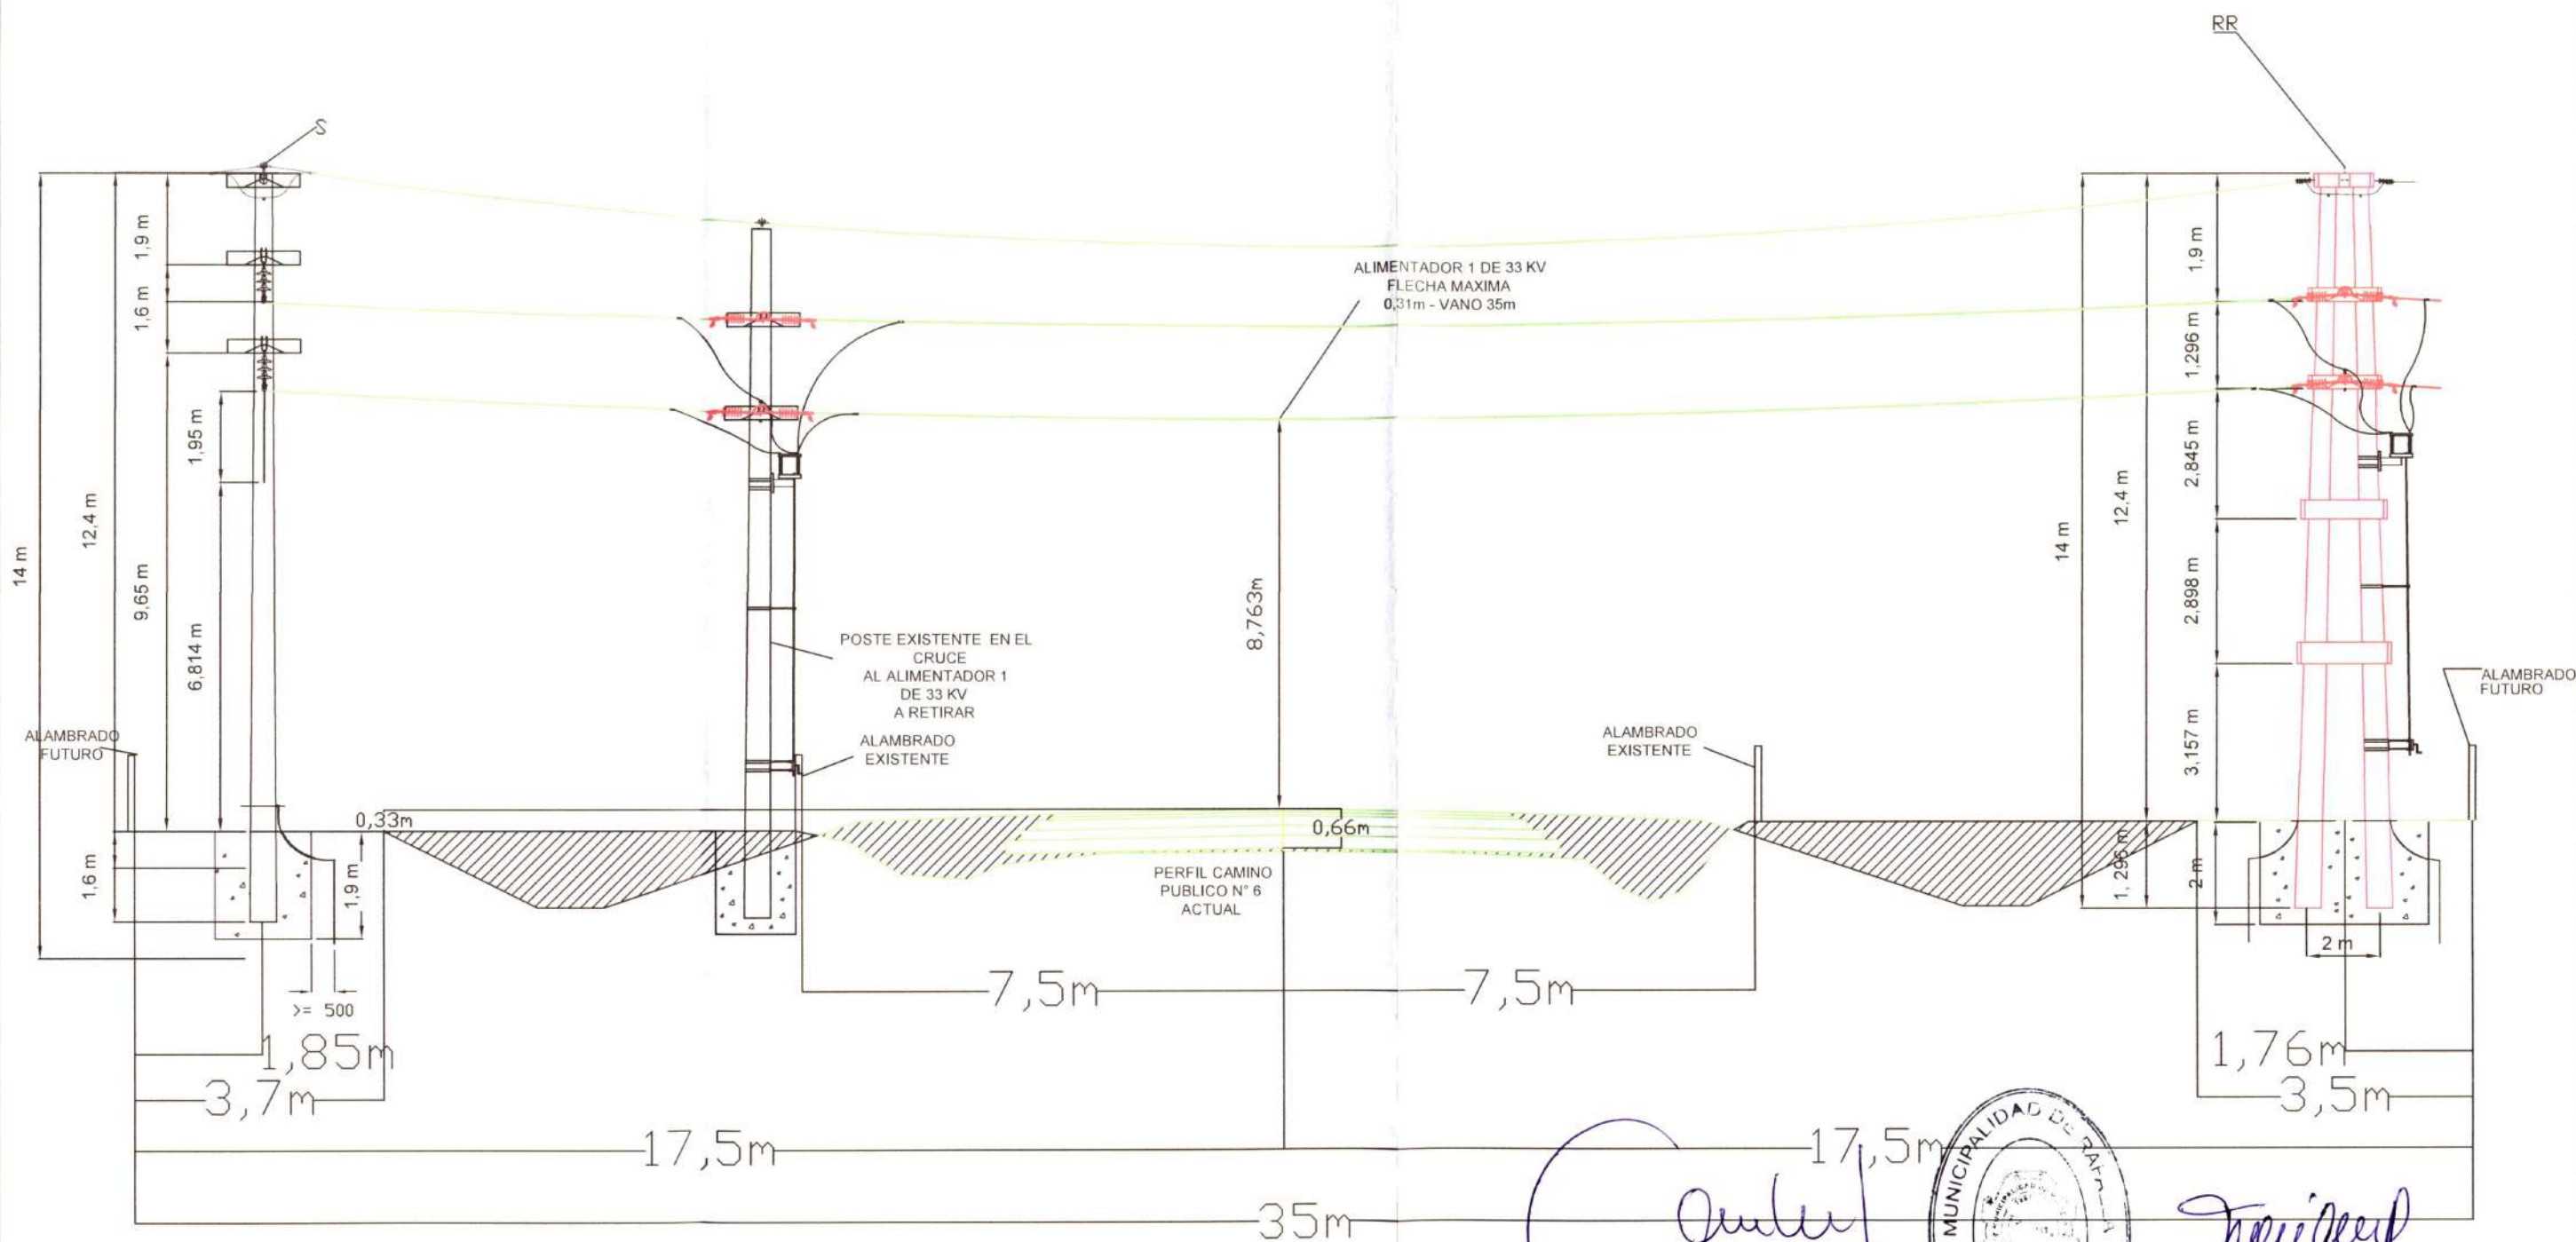 RR
S
1,9 m
1,6 m
14 m
12,4 m
9,65 m
1,95 m
6,814 m
1,6 m
1,9 m
0,33m
ALAMBRADO
FUTURO
>= 500
1,85m
3,7m
ALIMENTADOR 1 DE 33 KV
FLECHA MAXIMA
0,31m - VANO 35m
POSTE EXISTENTE EN EL
CRUCE
AL ALIMENTADOR 1
DE 33 KV
A RETIRAR
ALAMBRADO
EXISTENTE
8,763m
0,66m
PERFIL CAMINO
PUBLICO N° 6
ACTUAL
ALAMBRADO
EXISTENTE
7,5m
7,5m
14 m
12,4 m
1,9 m
1,296 m
2,845 m
2,898 m
3,157 m
1, 296 m
2 m
2 m
ALAMBRADO
FUTURO
1,76m
3,5m
17,5m
17,5m
35m
MUNICIPALIDAD DE